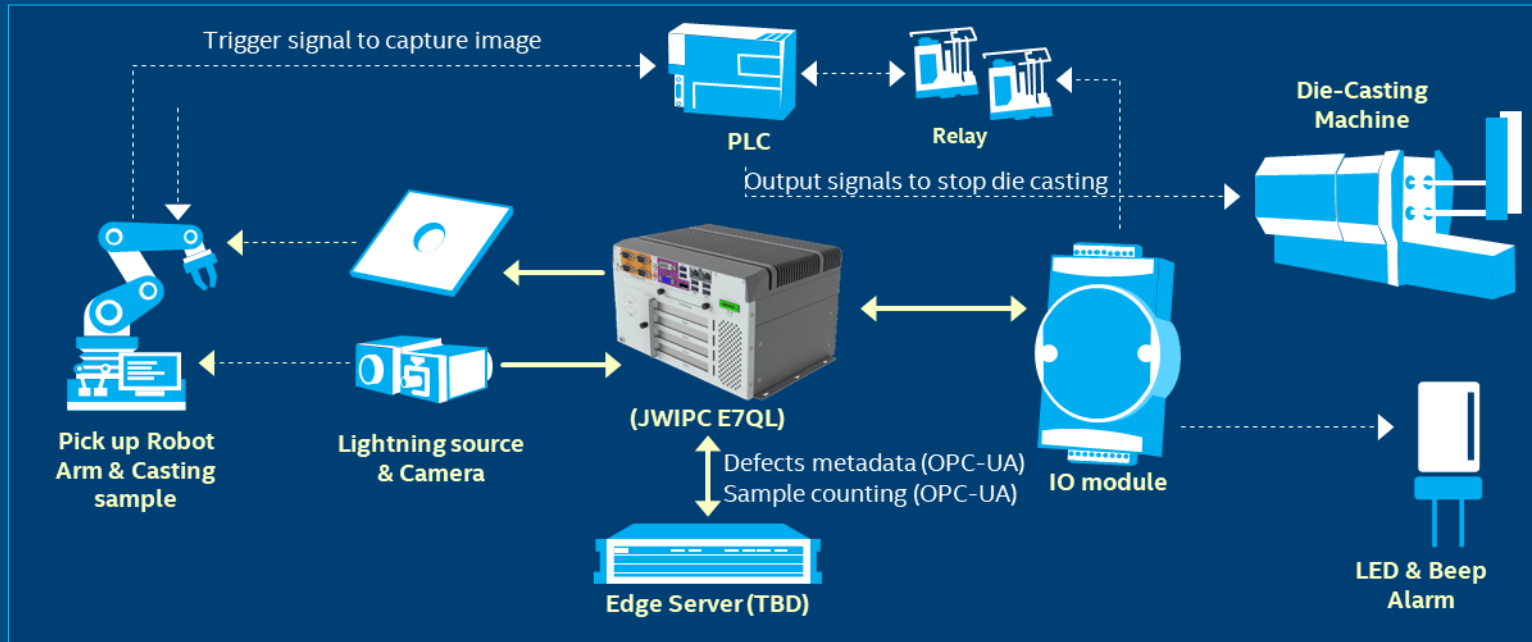 Trigger signal to capture image
PLC
Relay
Die-Casting
Machine
Output signals to stop die casting
(JWIPC E7QL)
Pick up Robot
Arm & Casting
sample
Lightning source
& Camera
Defects metadata (OPC-UA)
Sample counting (OPC-UA)
IO module
Edge Server (TBD)
LED & Beep
Alarm